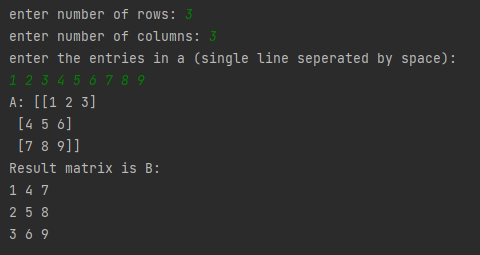 enter number of rows: 3
enter number of columns: 3
enter the entries in a (single line seperated by space):
1 2 3 4 5 6 7 8 9
A: [[1 2 3]
 [4 5 6]
 [7 8 9]]
Result matrix is B:
1 4 7
2 5 8
3 6 9